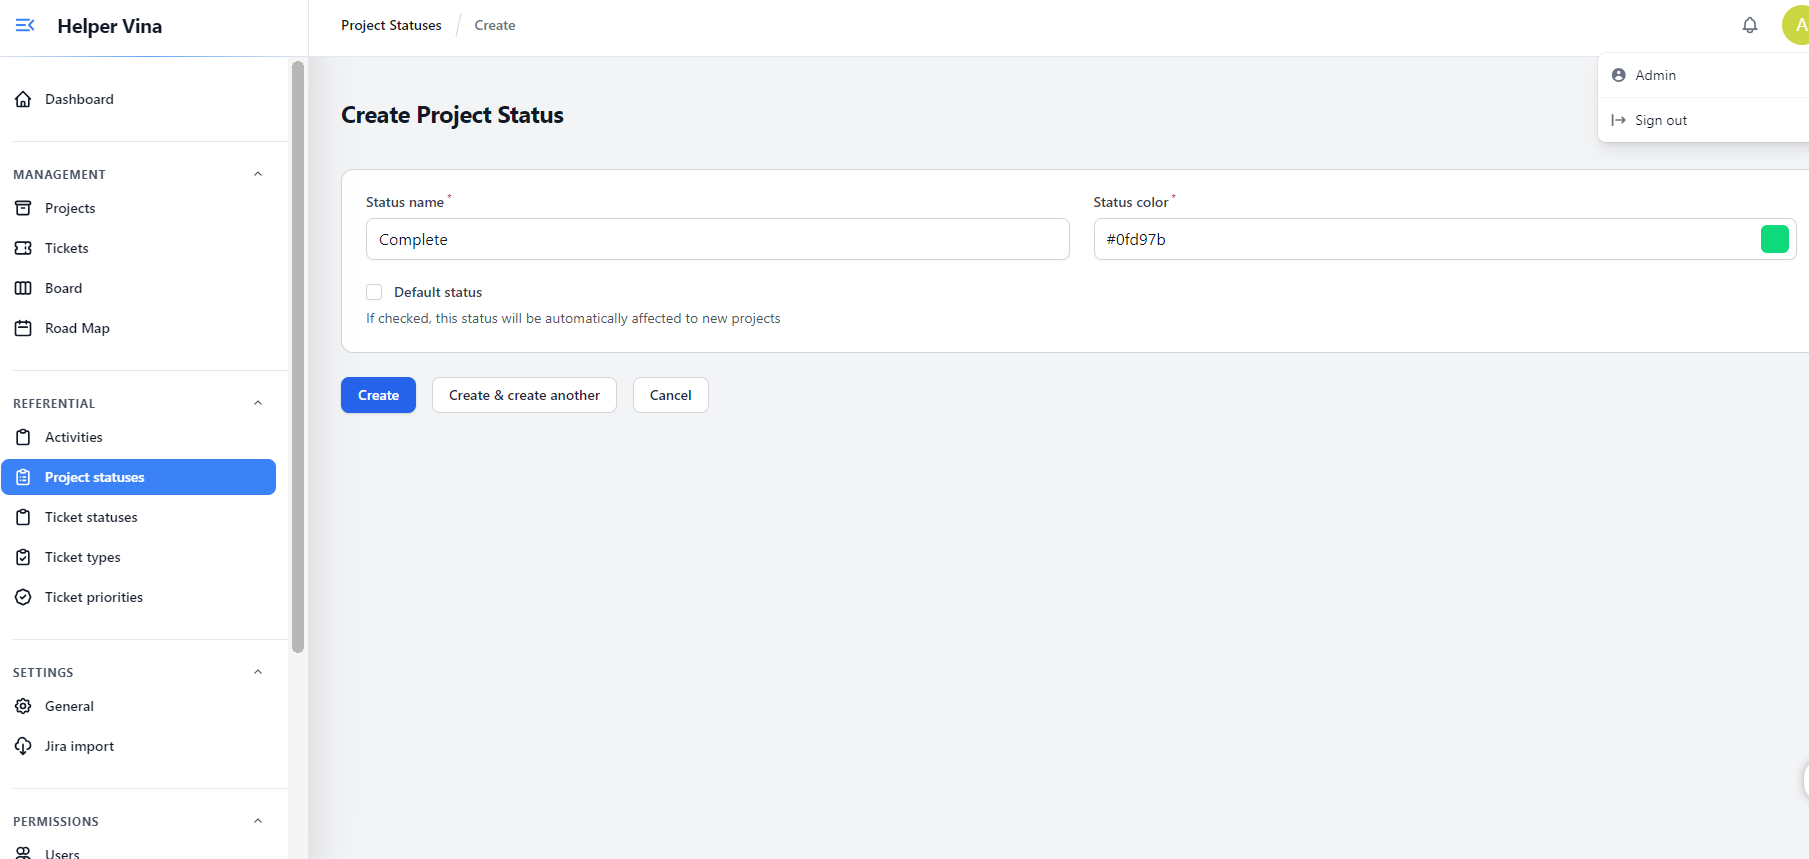 Helper Vina
Project Statuses / Create
A
Admin
Sign out
Dashboard
MANAGEMENT
Projects
Tickets
Board
Road Map
REFERENTIAL
Activities
Project statuses
Ticket statuses
Ticket types
Ticket priorities
SETTINGS
General
Jira import
PERMISSIONS
Users
Create Project Status
Status name *
Complete
Status color *
#0fd97b
Default status
If checked, this status will be automatically affected to new projects
Create
Create & create another
Cancel